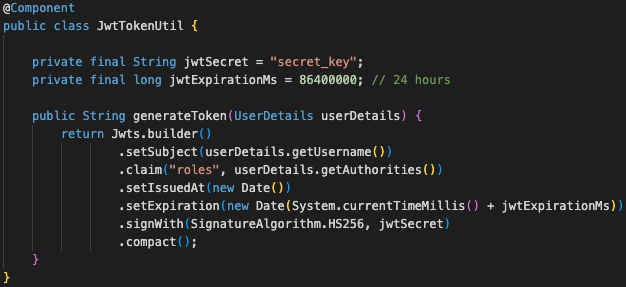 @Component
public class JwtTokenUtil {
private final String jwtSecret = "secret_key";
private final long jwtExpirationMs = 86400000; // 24 hours
public String generateToken(UserDetails userDetails) {
return Jwts.builder()
.setSubject(userDetails.getUsername())
.claim("roles", userDetails.getAuthorities())
.setIssuedAt(new Date())
.setExpiration(new Date(System.currentTimeMillis() + jwtExpirationMs))
.signWith(SignatureAlgorithm.HS256, jwtSecret)
.compact();
}
}